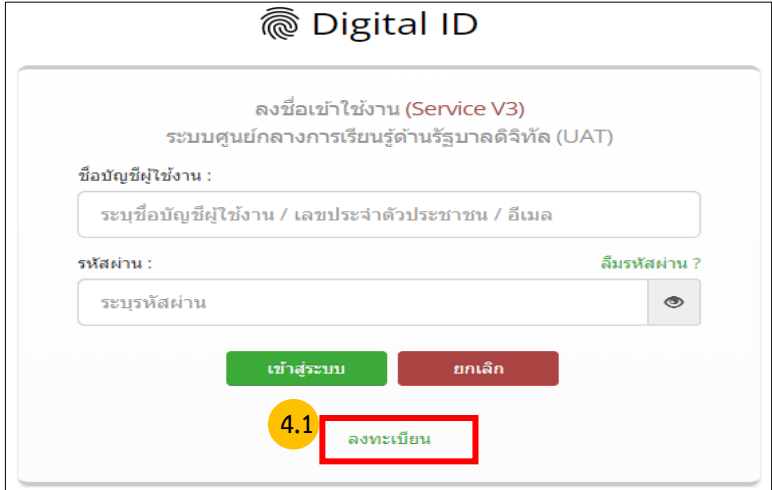 Digital ID
ลงชื่อเข้าใช้งาน (Service V3)
ระบบศูนย์กลางการเรียนรู้ด้านรัฐบาลดิจิทัล (UAT)
ชื่อบัญชีผู้ใช้งาน :
ระบุชื่อบัญชีผู้ใช้งาน / เลขประจำตัวประชาชน / อีเมล
รหัสผ่าน : ลืมรหัสผ่าน ?
ระบุรหัสผ่าน
เข้าสู่ระบบ ยกเลิก
4.1 ลงทะเบียน